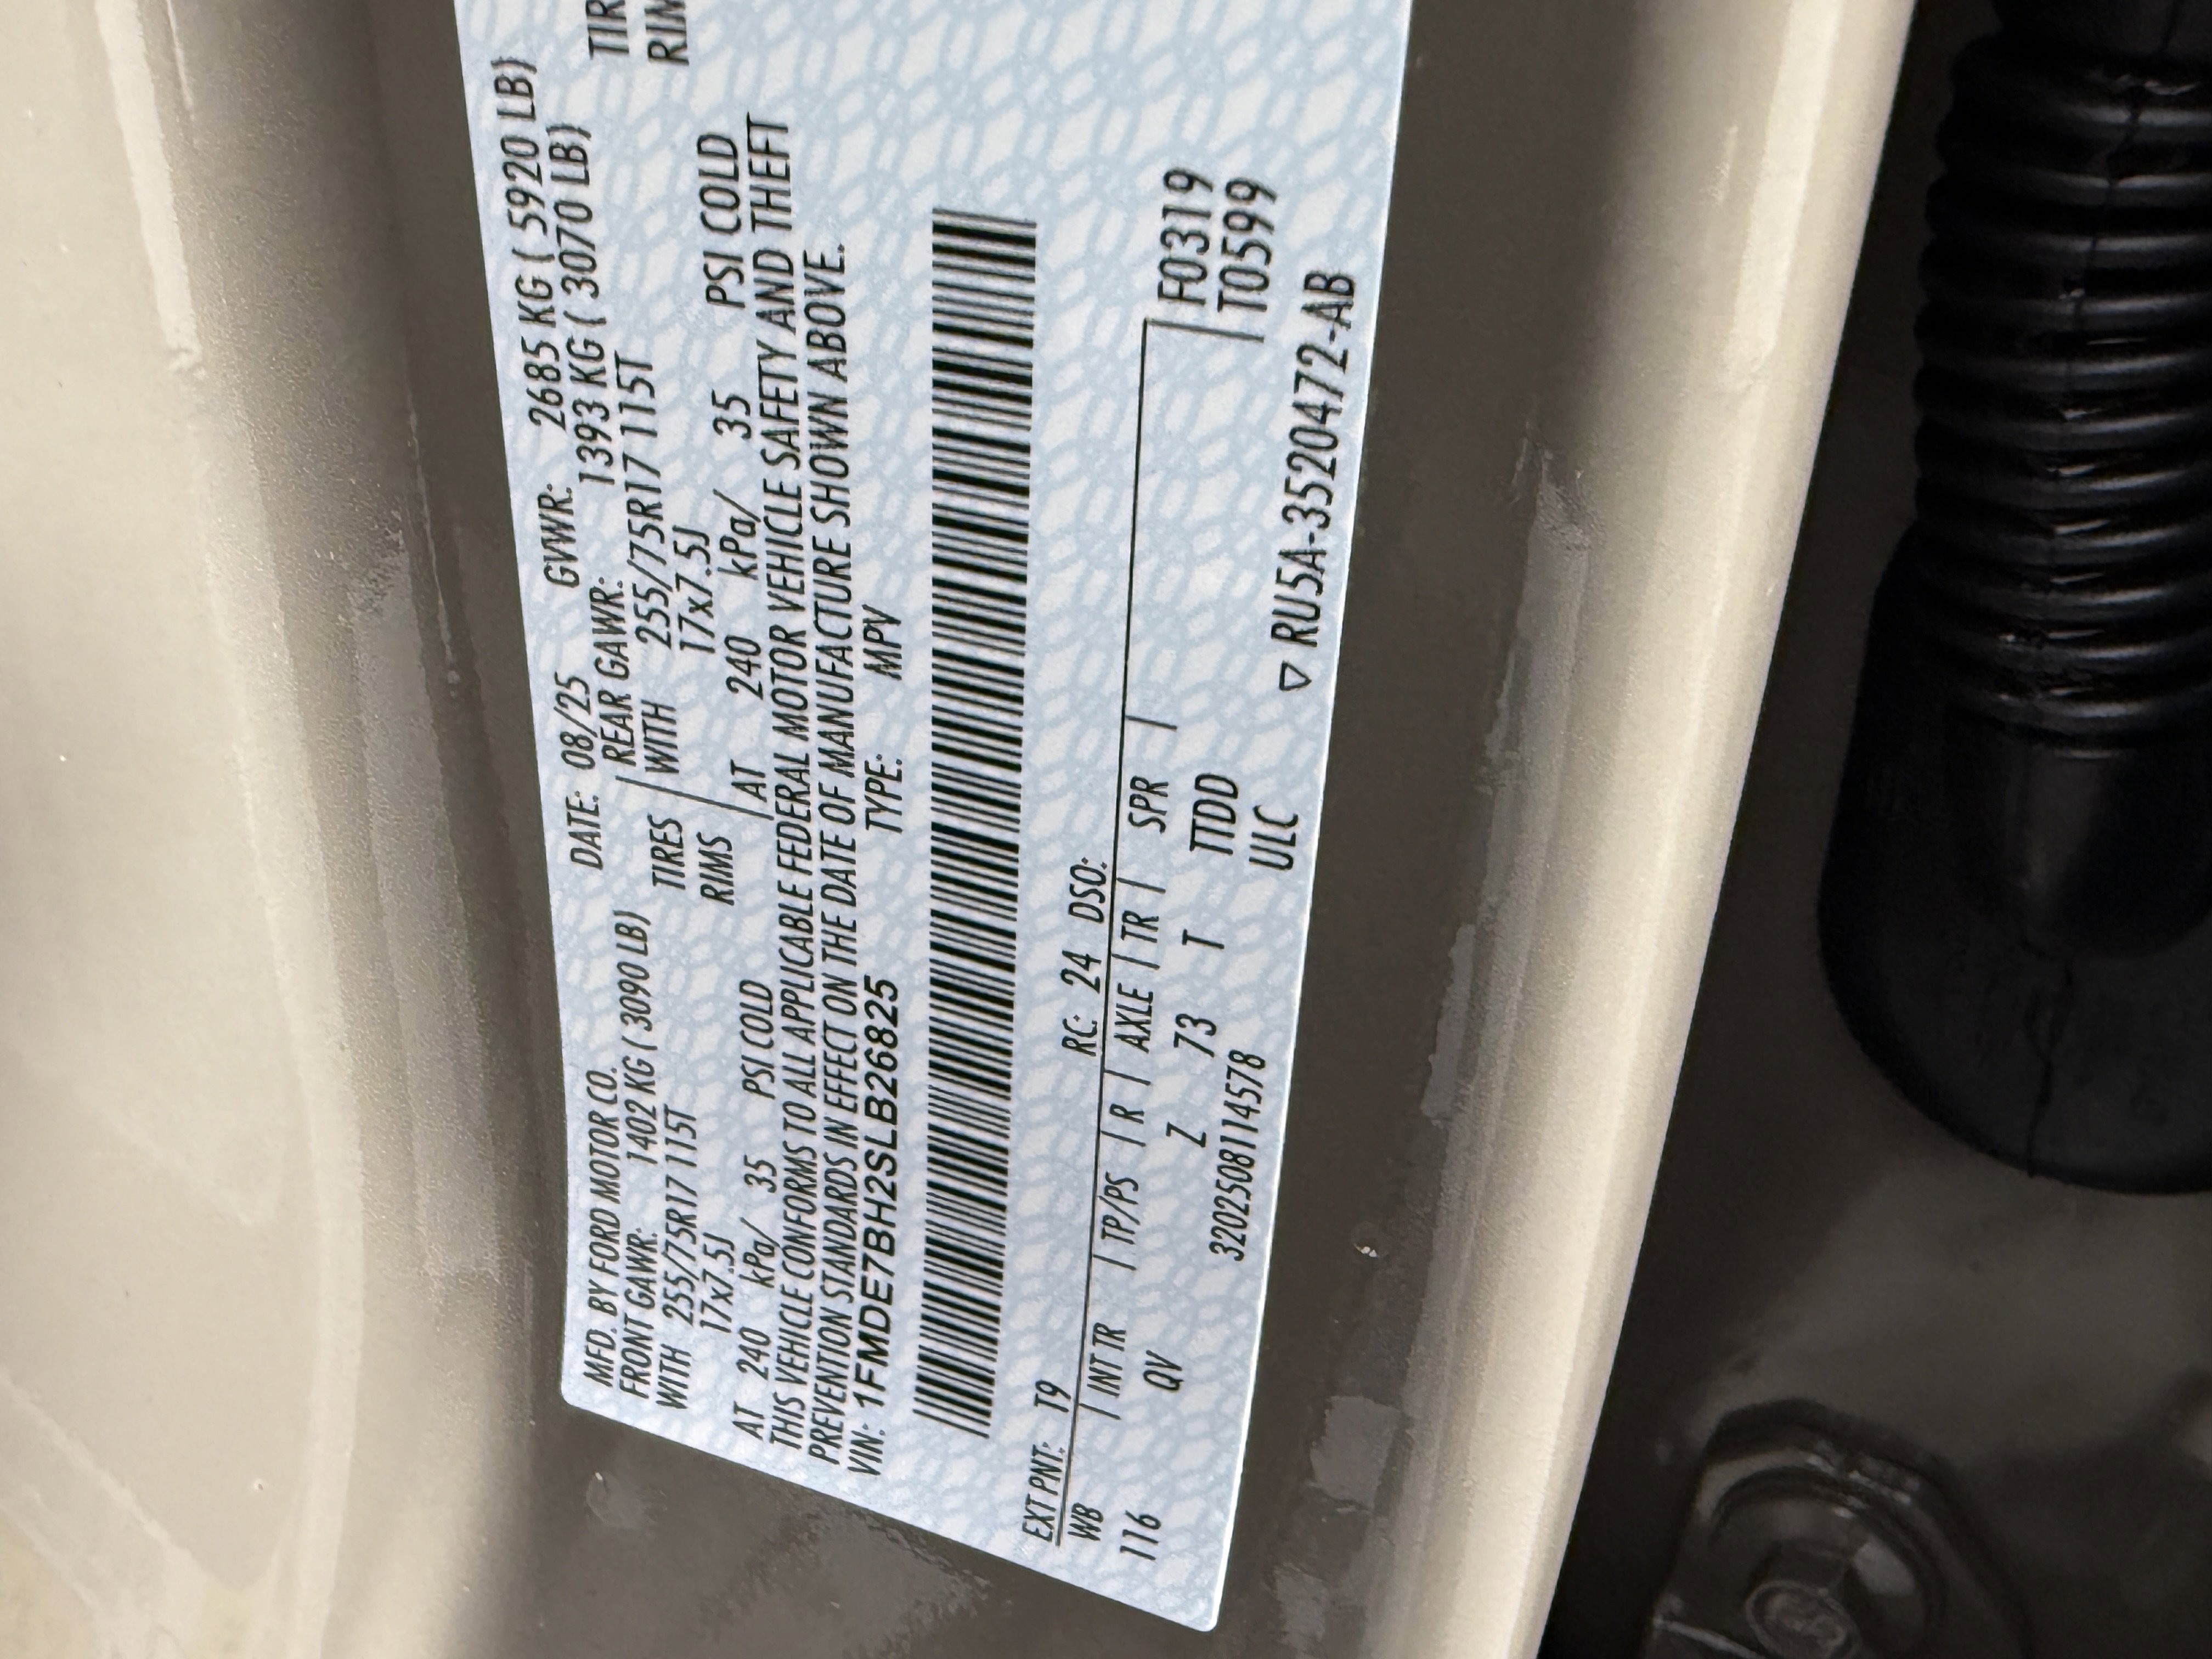 MFD. BY FORD MOTOR CO. DATE: 08/25 GVWR: 2685 KG ( 5920 LB)
FRONT GAWR: 1402 KG ( 3090 LB) REAR GAWR: 1393 KG ( 3070 LB)
WITH 255/75R17 115T TIRES WITH 255/75R17 115T TIR
17x7.5J RIMS 17x7.5J RIM
AT 240 kPa/ 35 PSI COLD AT 240 kPa/ 35 PSI COLD
THIS VEHICLE CONFORMS TO ALL APPLICABLE FEDERAL MOTOR VEHICLE SAFETY AND THEFT
PREVENTION STANDARDS IN EFFECT ON THE DATE OF MANUFACTURE SHOWN ABOVE.
VIN: 1FMDE7BH2SLB26825 TYPE: MPV
EXT PNT: T9 RC: 24 DSO:
WB | INT TR | TP/PS | R | AXLE | TR | SPR | F0319
116 QV Z 73 T TTDD T0599
3202508114578 ULC
▽ RU5A-3520472-AB